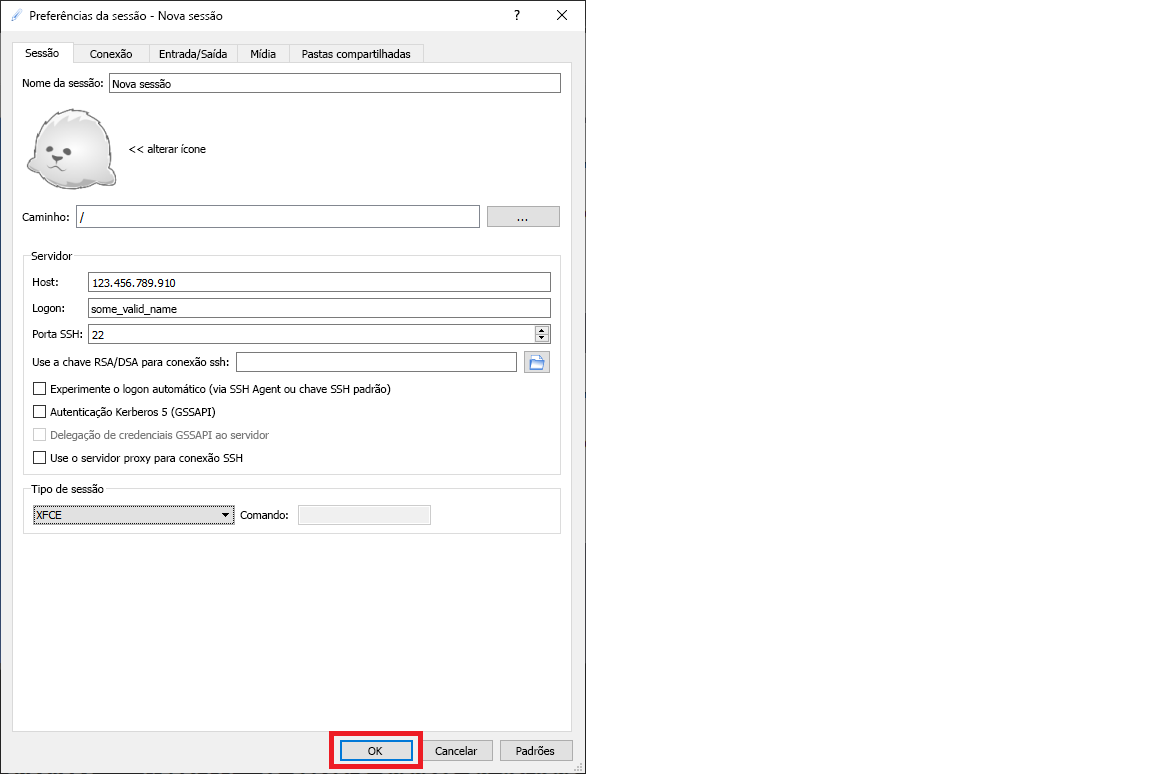 Preferências da sessão - Nova sessão ?
Sessão Conexão Entrada/Saída Mídia Pastas compartilhadas
Nome da sessão: Nova sessão
<< alterar ícone
Caminho: / ...
Servidor
Host: 123.456.789.910
Logon: some_valid_name
Porta SSH: 22
Use a chave RSA/DSA para conexão ssh:
Experimente o logon automático (via SSH Agent ou chave SSH padrão)
Autenticação Kerberos 5 (GSSAPI)
Delegação de credenciais GSSAPI ao servidor
Use o servidor proxy para conexão SSH
Tipo de sessão
XFCE Comando:
OK Cancelar Padrões